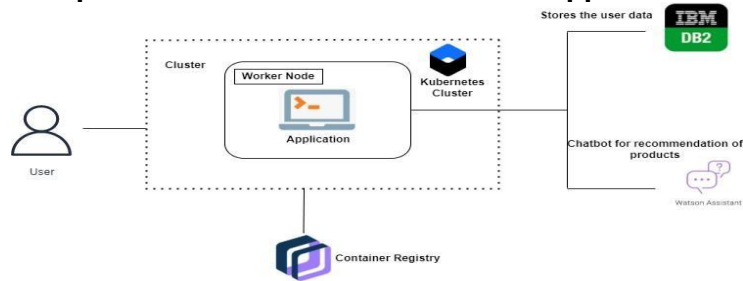 Stores the user data
IBM
DB2
Cluster
Worker Node
Kubernetes
Cluster
>-
Application
User
Chatbot for recommendation of
products
?
Watson Assistant
Container Registry